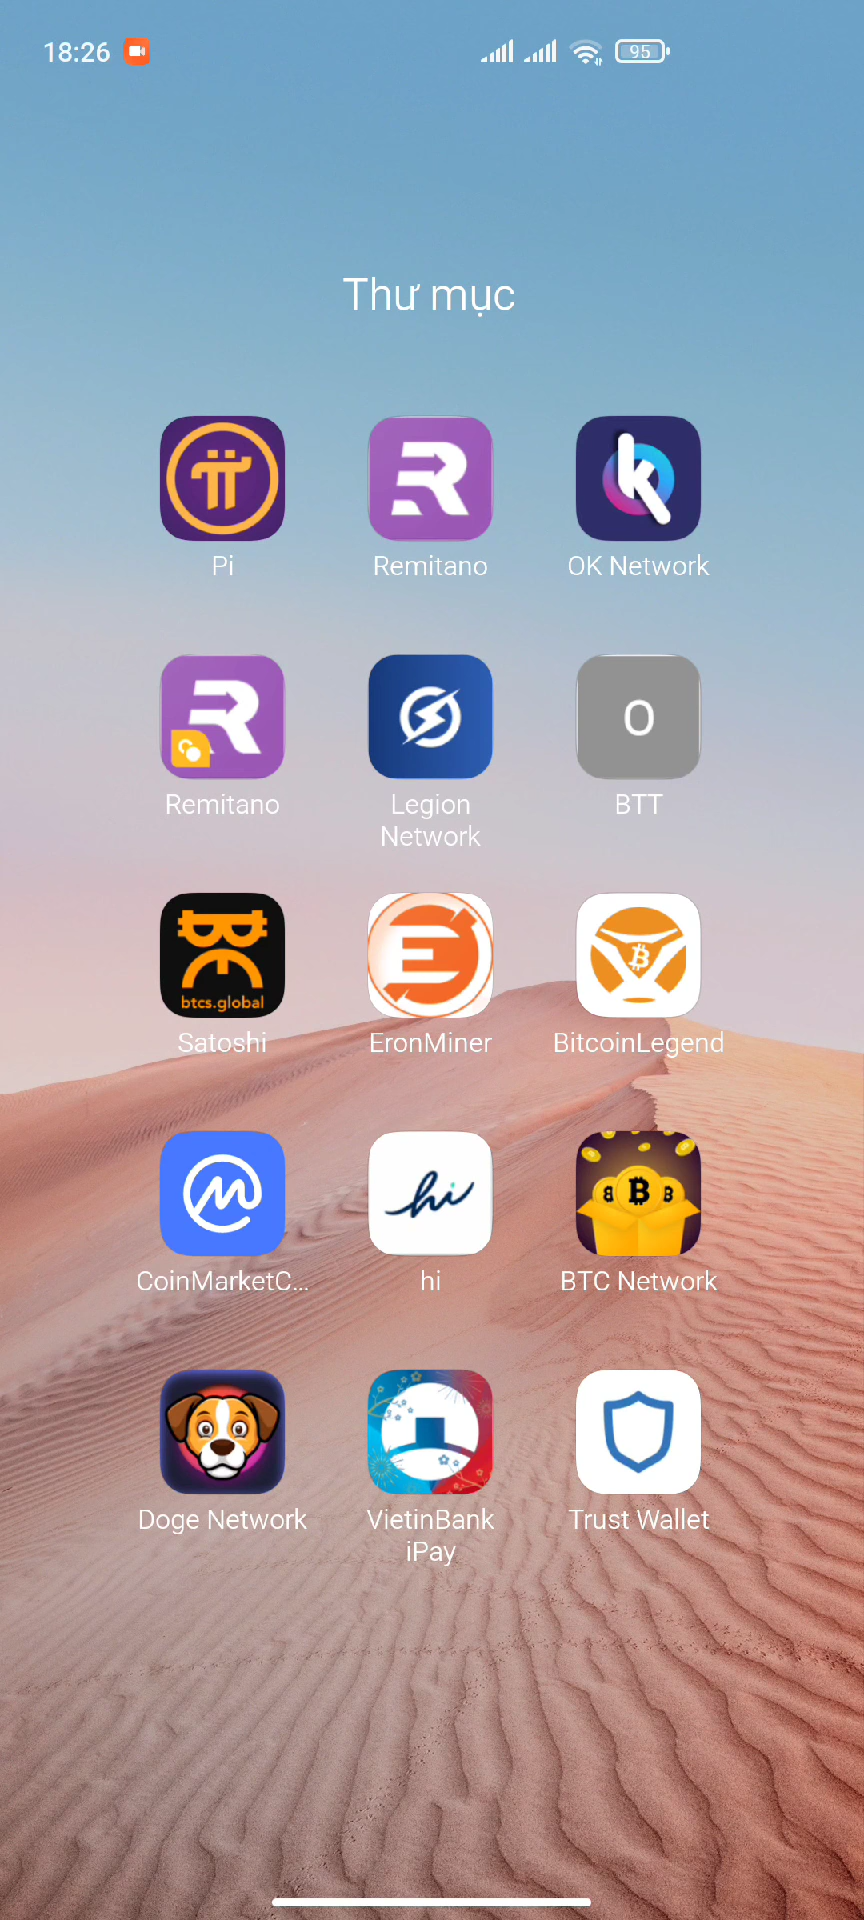 18:26
95
Thư mục
Pi
Remitano
OK Network
Remitano
Legion
Network
O
BTT
btcs.global
Satoshi
E
EronMiner
BitcoinLegend
CoinMarketC...
hi
hi
BTC Network
Doge Network
VietinBank
iPay
Trust Wallet